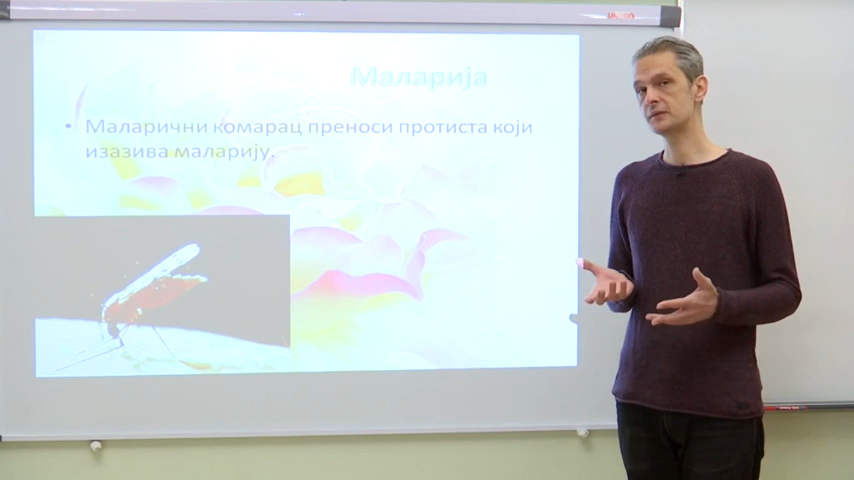 Маларија
• Маларични комарац преноси протиста који
изазива маларију.